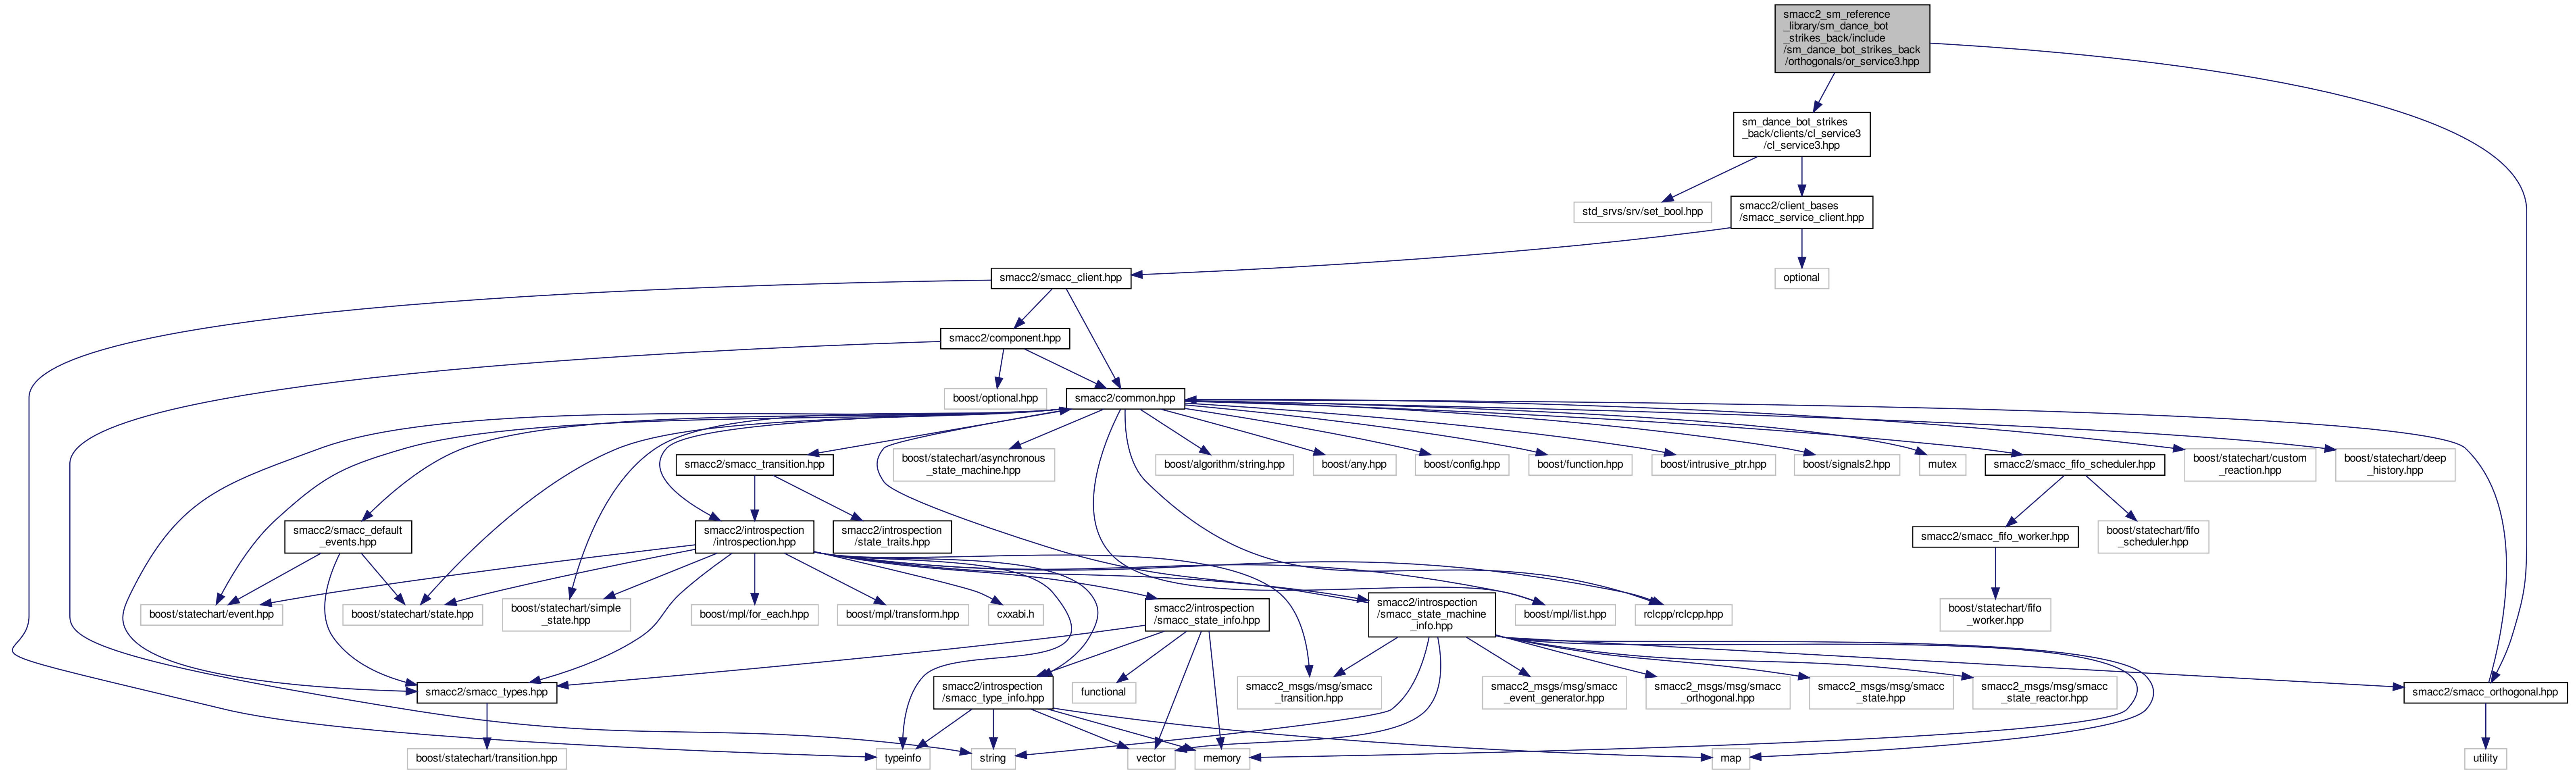 smacc2_sm_reference
_library/sm_dance_bot
_strikes_back/include
/sm_dance_bot_strikes_back
/orthogonals/or_service3.hpp
sm_dance_bot_strikes
_back/clients/cl_service3
/cl_service3.hpp
std_srvs/srv/set_bool.hpp
smacc2/client_bases
/smacc_service_client.hpp
smacc2/smacc_client.hpp
optional
smacc2/component.hpp
boost/optional.hpp
smacc2/common.hpp
smacc2/smacc_transition.hpp
boost/statechart/asynchronous
_state_machine.hpp
boost/algorithm/string.hpp
boost/any.hpp
boost/config.hpp
boost/function.hpp
boost/intrusive_ptr.hpp
boost/signals2.hpp
mutex
smacc2/smacc_fifo_scheduler.hpp
boost/statechart/custom
_reaction.hpp
boost/statechart/deep
_history.hpp
smacc2/smacc_default
_events.hpp
smacc2/introspection
/introspection.hpp
smacc2/introspection
/state_traits.hpp
smacc2/smacc_fifo_worker.hpp
boost/statechart/fifo
_scheduler.hpp
boost/statechart/event.hpp
boost/statechart/state.hpp
boost/statechart/simple
_state.hpp
boost/mpl/for_each.hpp
boost/mpl/transform.hpp
cxxabi.h
smacc2/introspection
/smacc_state_info.hpp
smacc2/introspection
/smacc_state_machine
_info.hpp
boost/mpl/list.hpp
rclcpp/rclcpp.hpp
boost/statechart/fifo
_worker.hpp
smacc2/smacc_types.hpp
smacc2/introspection
/smacc_type_info.hpp
functional
smacc2_msgs/msg/smacc
_transition.hpp
smacc2_msgs/msg/smacc
_event_generator.hpp
smacc2_msgs/msg/smacc
_orthogonal.hpp
smacc2_msgs/msg/smacc
_state.hpp
smacc2_msgs/msg/smacc
_state_reactor.hpp
smacc2/smacc_orthogonal.hpp
boost/statechart/transition.hpp
typeinfo
string
vector
memory
map
utility